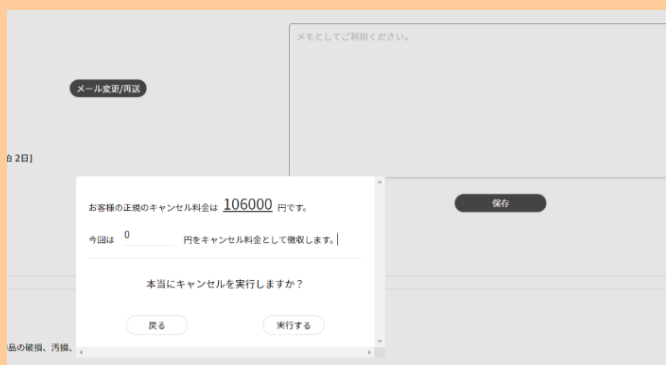 メモとしてご利用ください。
メール変更/再送
泊 2日]
お客様の正規のキャンセル料金は 106000 円です。
保存
今回は 0 円をキャンセル料金として徴収します。
本当にキャンセルを実行しますか？
戻る 実行する
品の破損、汚損、